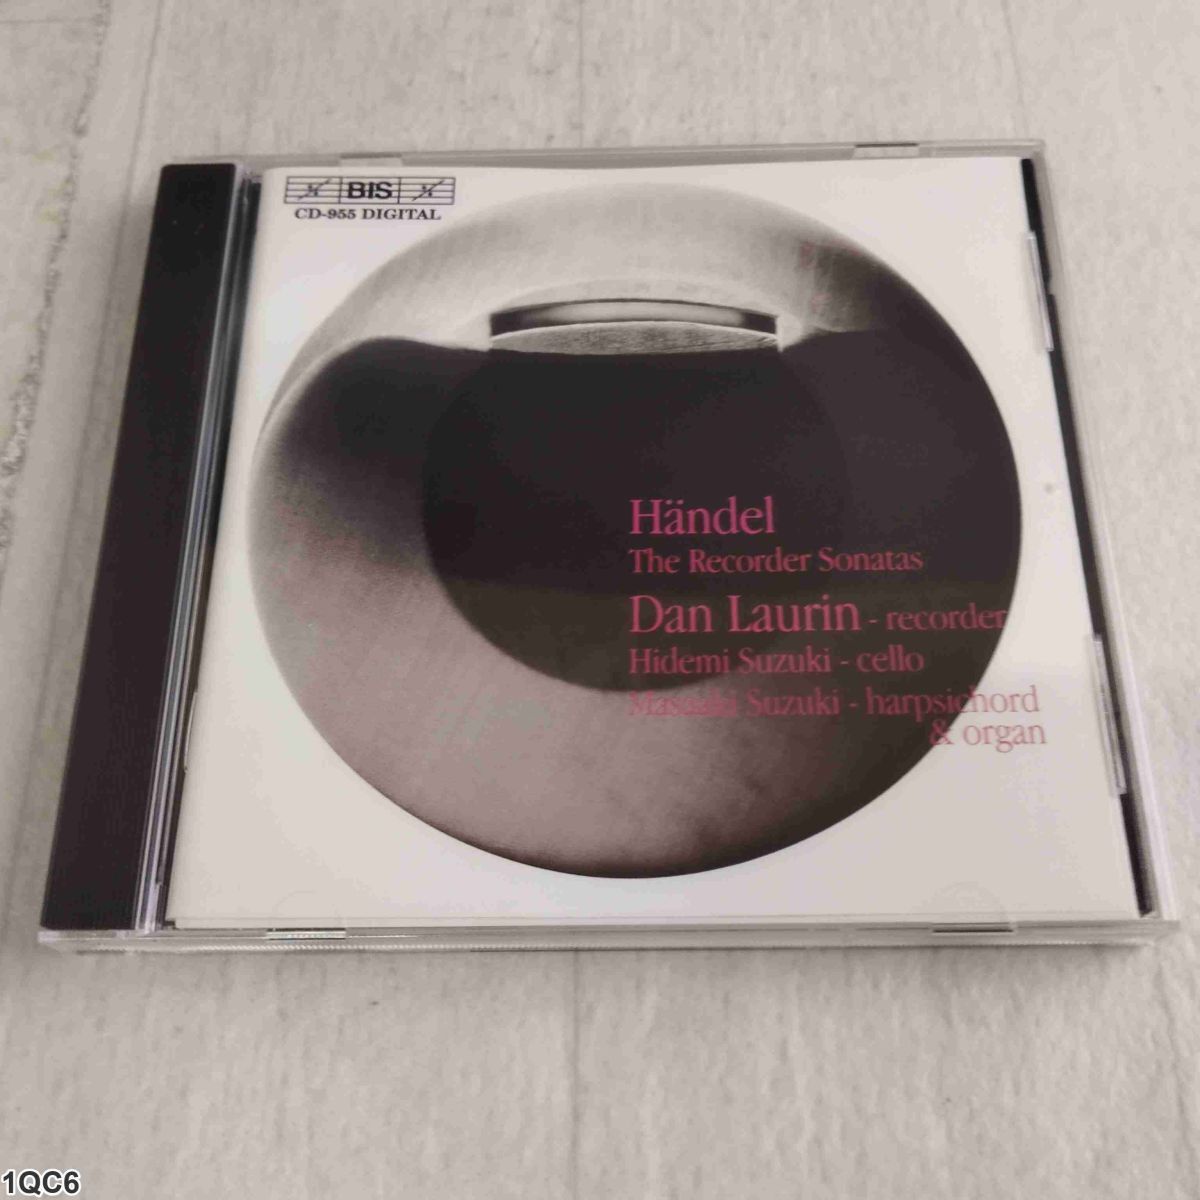 BIS
CD-955 DIGITAL
Händel
The Recorder Sonatas
Dan Laurin - recorder
Hidemi Suzuki - cello
Masaaki Suzuki - harpsichord
& organ
1QC6